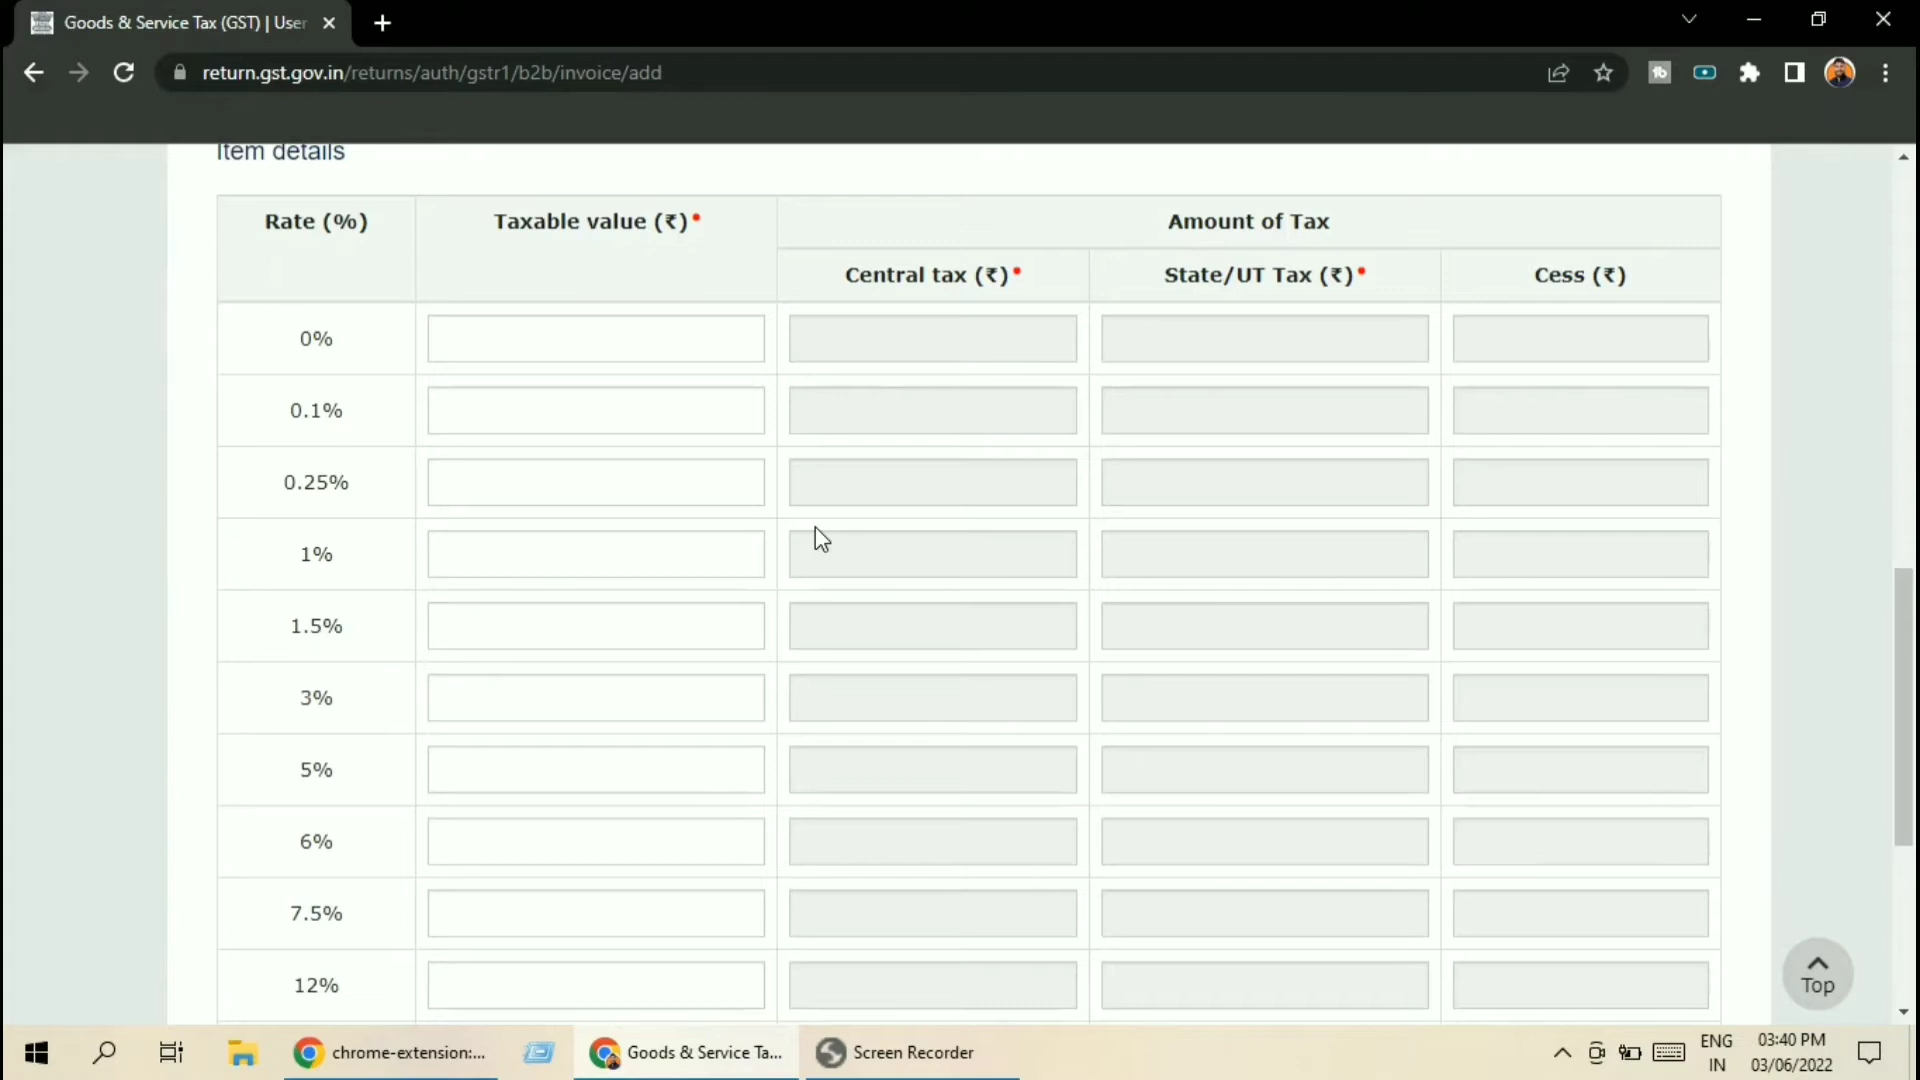 Goods & Service Tax (GST) | User
return.gst.gov.in/returns/auth/gstr1/b2b/invoice/add
Item details
Rate (%) Taxable value (₹)• Amount of Tax
Central tax (₹)• State/UT Tax (₹)• Cess (₹)
0%
0.1%
0.25%
1%
1.5%
3%
5%
6%
7.5%
12%
Top
chrome-extension:... Goods & Service Ta... Screen Recorder
ENG
IN
03:40 PM
03/06/2022